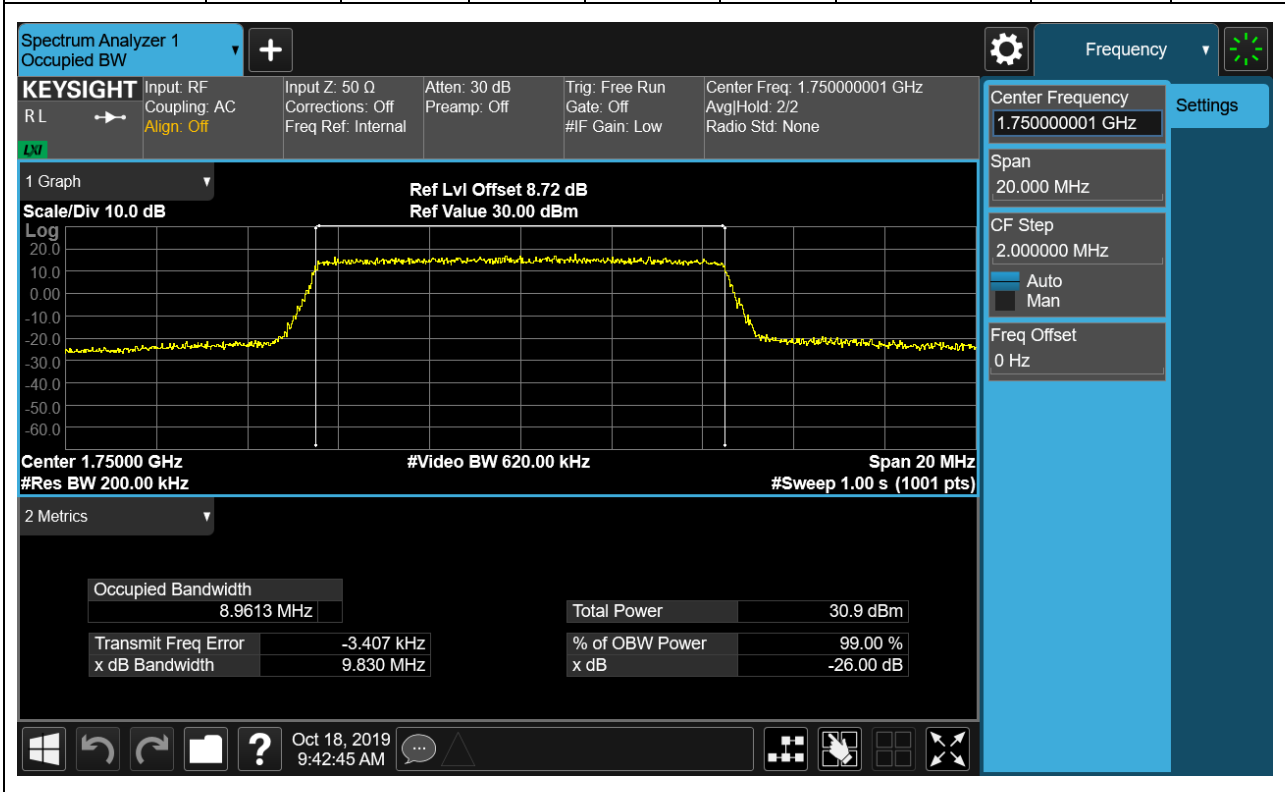 Spectrum Analyzer 1
Occupied BW
Frequency
KEYSIGHT
R L
LXI
Input: RF
Coupling: AC
Align: Off
Input Z: 50 Ω
Corrections: Off
Freq Ref: Internal
Atten: 30 dB
Preamp: Off
Trig: Free Run
Gate: Off
#IF Gain: Low
Center Freq: 1.750000001 GHz
Avg|Hold: 2/2
Radio Std: None
Center Frequency
1.750000001 GHz
Settings
Span
20.000 MHz
CF Step
2.000000 MHz
Auto
Man
Freq Offset
0 Hz
1 Graph
Ref Lvl Offset 8.72 dB
Scale/Div 10.0 dB
Ref Value 30.00 dBm
Log
20.0
10.0
0.00
-10.0
-20.0
-30.0
-40.0
-50.0
-60.0
Center 1.75000 GHz
#Video BW 620.00 kHz
Span 20 MHz
#Res BW 200.00 kHz
#Sweep 1.00 s (1001 pts)
2 Metrics
Occupied Bandwidth
8.9613 MHz
Total Power 30.9 dBm
Transmit Freq Error -3.407 kHz
% of OBW Power 99.00 %
x dB Bandwidth 9.830 MHz
x dB -26.00 dB
?
Oct 18, 2019
9:42:45 AM